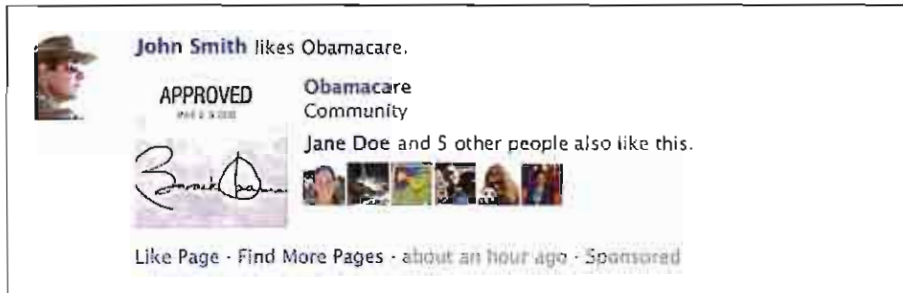 John Smith likes Obamacare.
APPROVED
Obamacare
Community
Jane Doe and 5 other people also like this.
Like Page · Find More Pages · about an hour ago · Sponsored